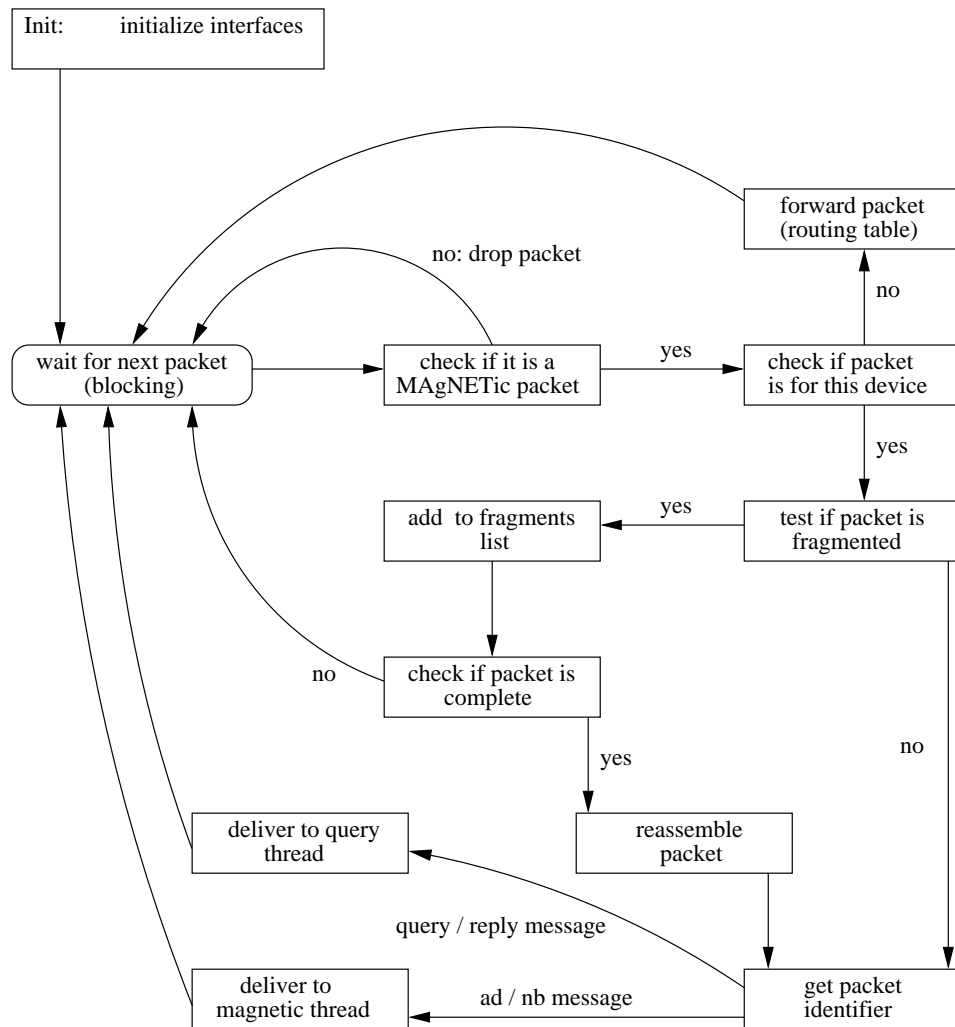 Init: initialize interfaces
forward packet
(routing table)
no: drop packet
no
wait for next packet
(blocking)
check if it is a
MAgNETic packet
yes
check if packet
is for this device
yes
add to fragments
list
yes
test if packet is
fragmented
no
check if packet is
complete
yes
no
deliver to query
thread
reassemble
packet
query / reply message
deliver to
magnetic thread
ad / nb message
get packet
identifier